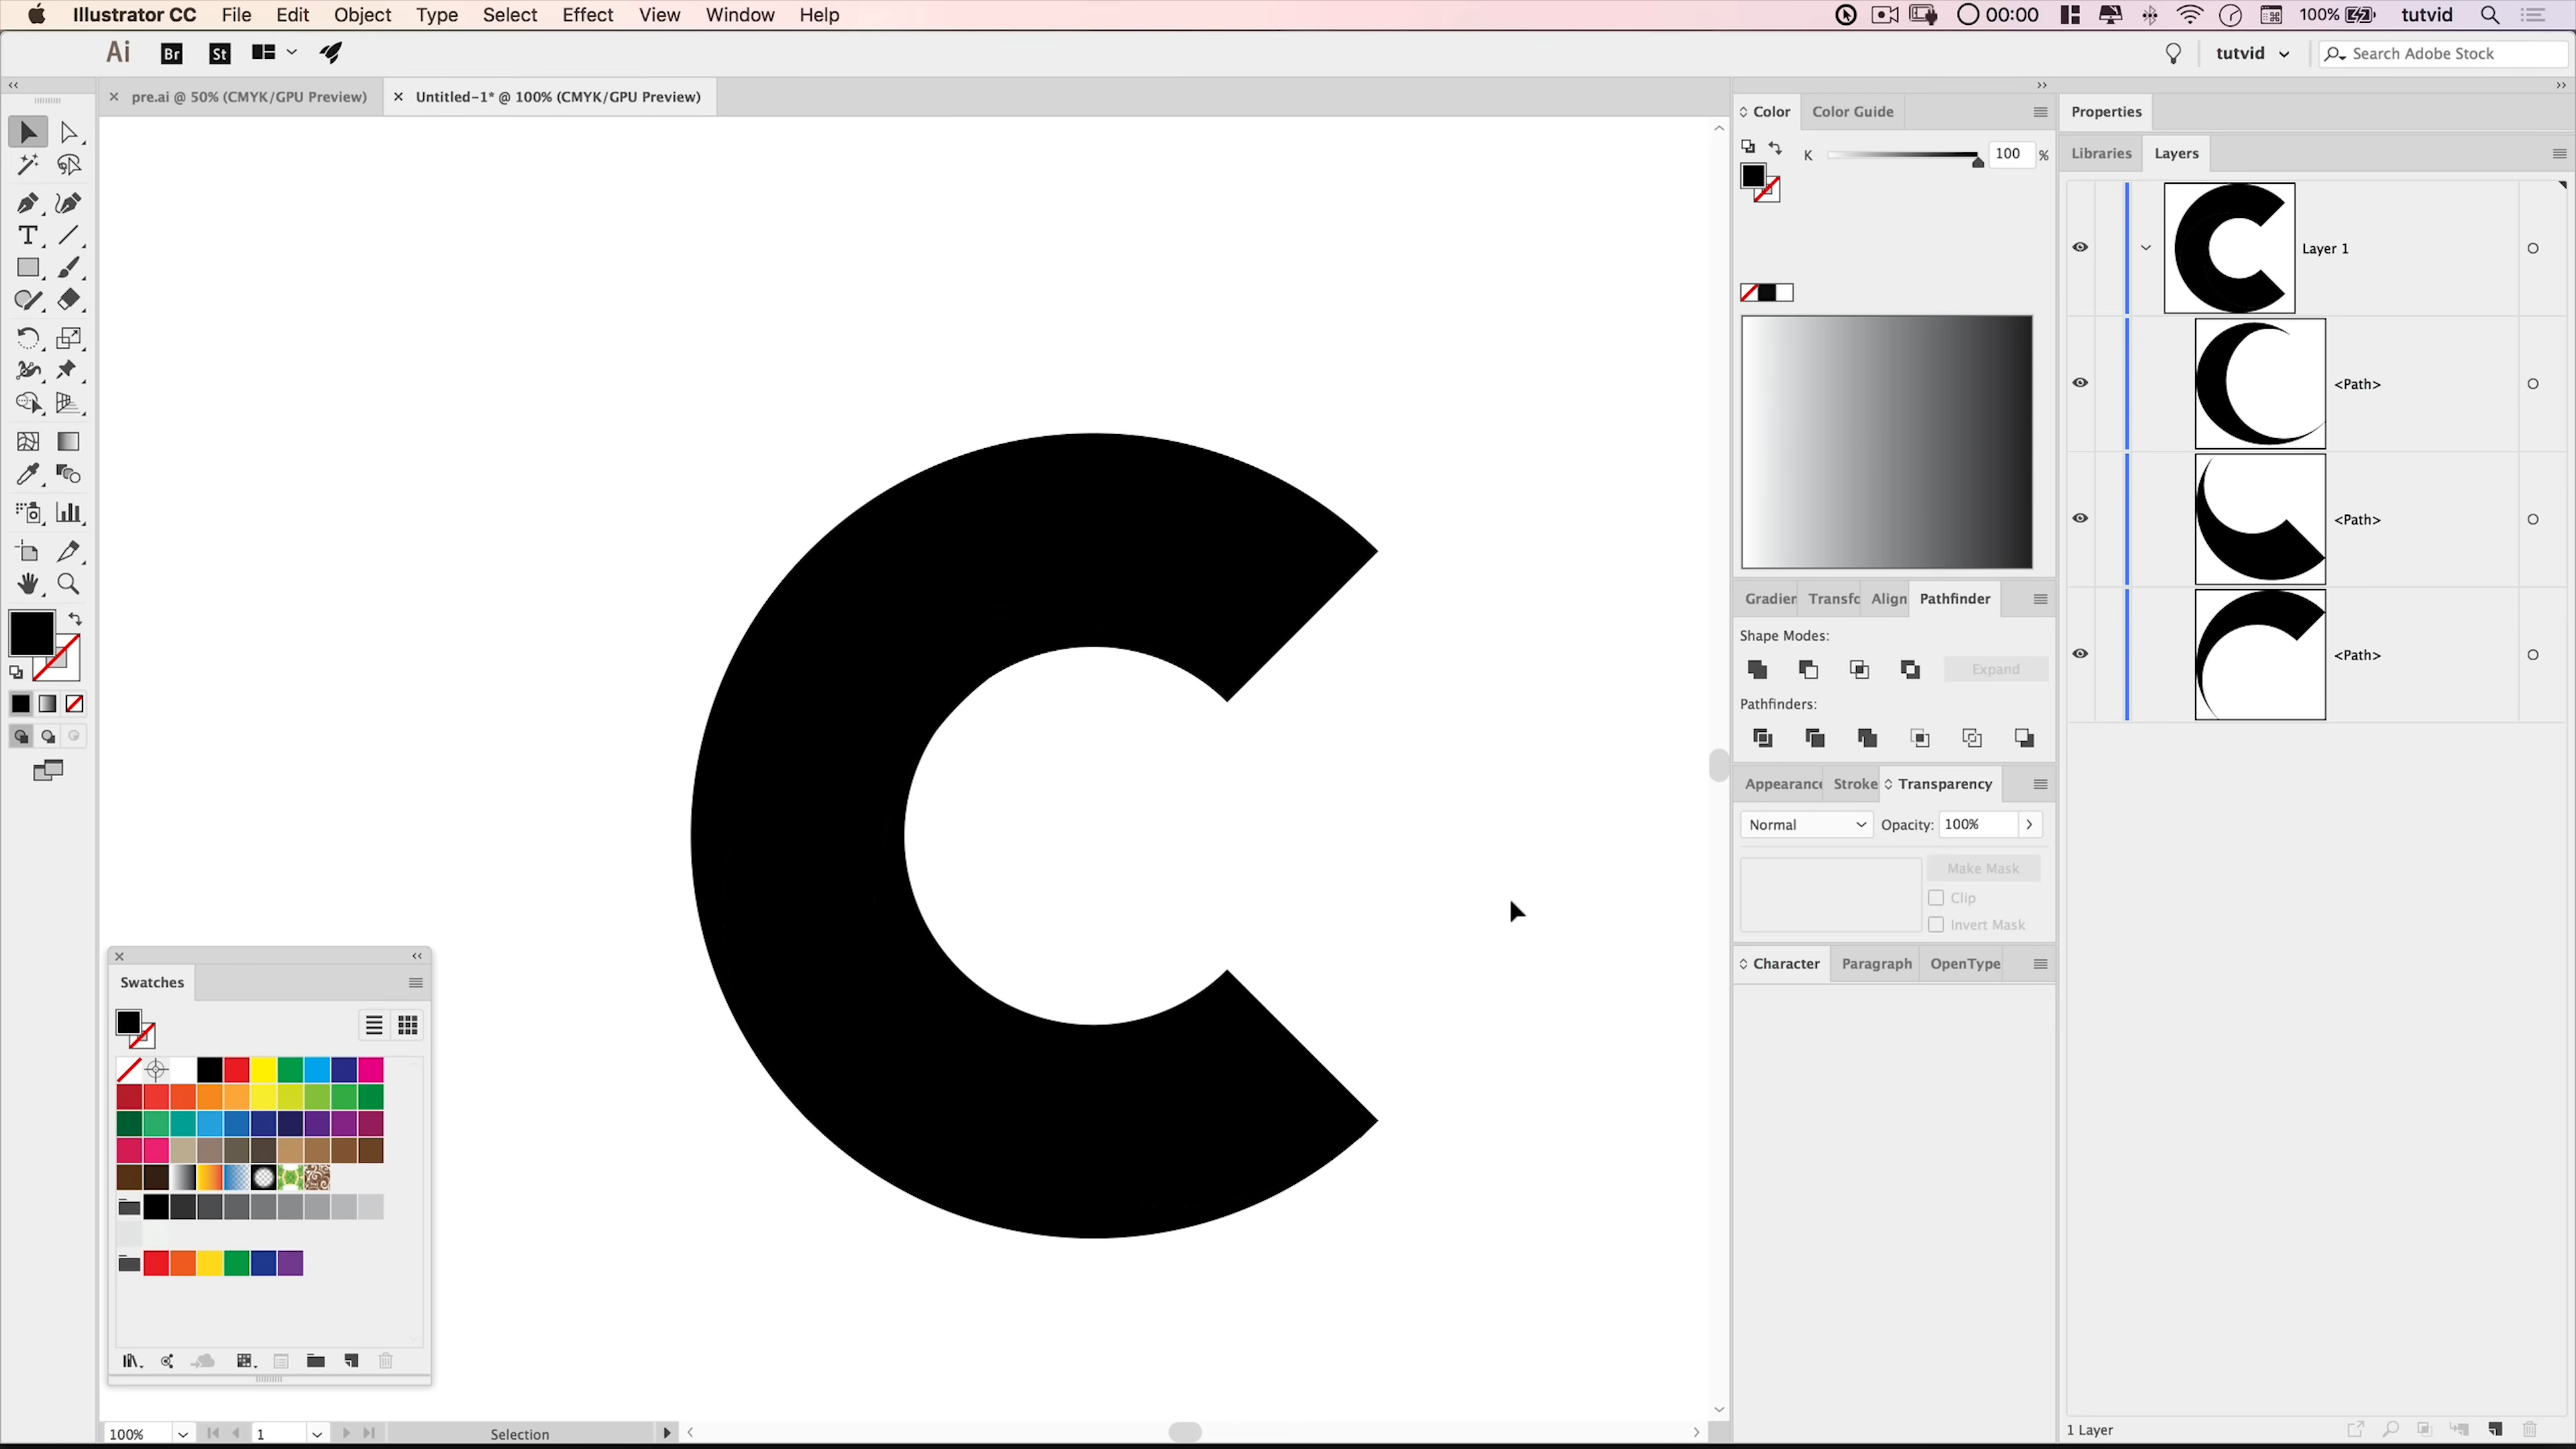 Illustrator CC File Edit Object Type Select Effect View Window Help 00:00 100% tutvid
Ai Br St tutvid Search Adobe Stock
pre.ai @ 50% (CMYK/GPU Preview) Untitled-1* @ 100% (CMYK/GPU Preview)
Color Color Guide
K 100 %
Properties
Libraries Layers
Layer 1
<Path>
<Path>
<Path>
Gradien Transfo Align Pathfinder
Shape Modes:
Expand
Pathfinders:
Appearance Stroke Transparency
Normal Opacity: 100%
Make Mask
Clip
Invert Mask
Character Paragraph OpenType
Swatches
100% 1 Selection
1 Layer